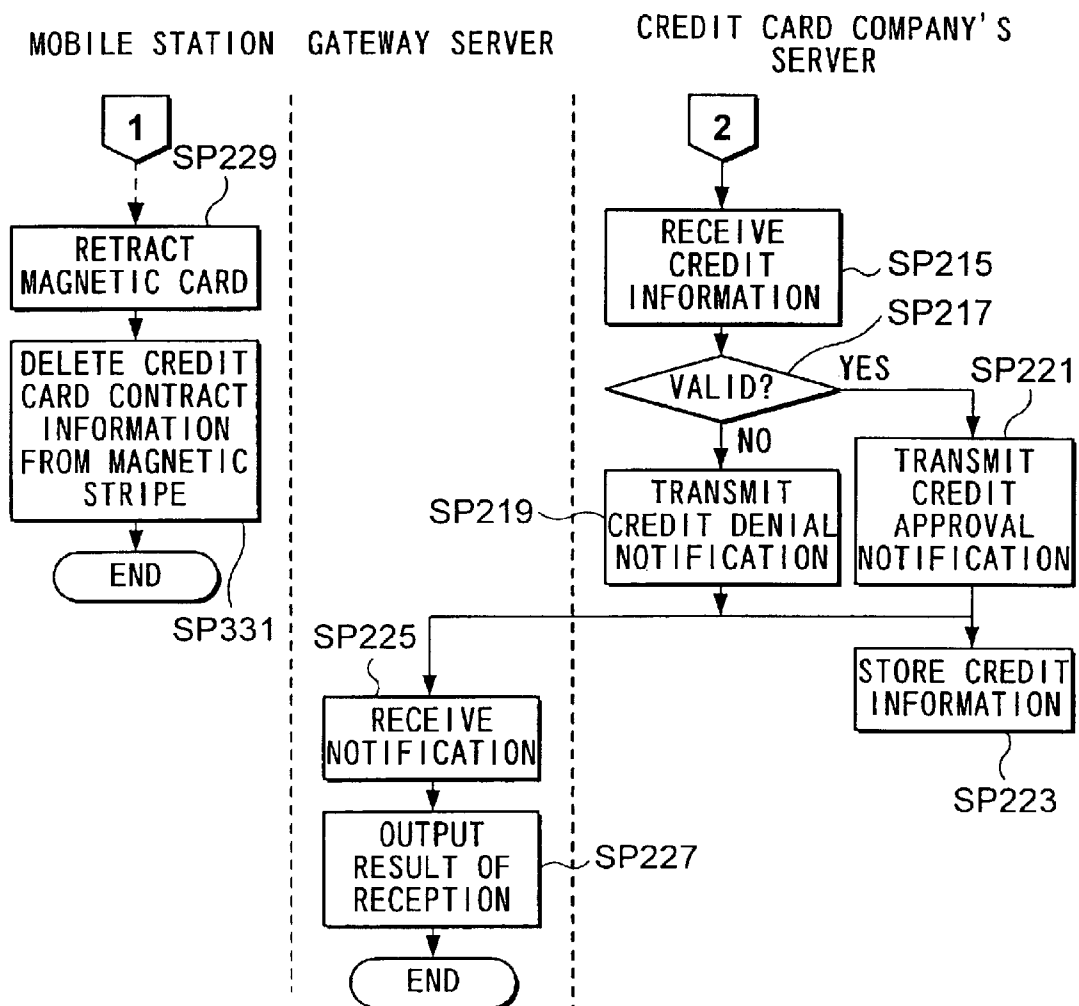 MOBILE STATION
GATEWAY SERVER
CREDIT CARD COMPANY'S
SERVER
1
SP229
RETRACT
MAGNETIC CARD
DELETE CREDIT
CARD CONTRACT
INFORMATION
FROM MAGNETIC
STRIPE
END
SP331
2
RECEIVE
CREDIT
INFORMATION
SP215
SP217
VALID?
YES
NO
SP221
TRANSMIT
CREDIT DENIAL
NOTIFICATION
SP219
TRANSMIT
CREDIT
APPROVAL
NOTIFICATION
STORE CREDIT
INFORMATION
SP223
SP225
RECEIVE
NOTIFICATION
OUTPUT
RESULT OF
RECEPTION
SP227
END